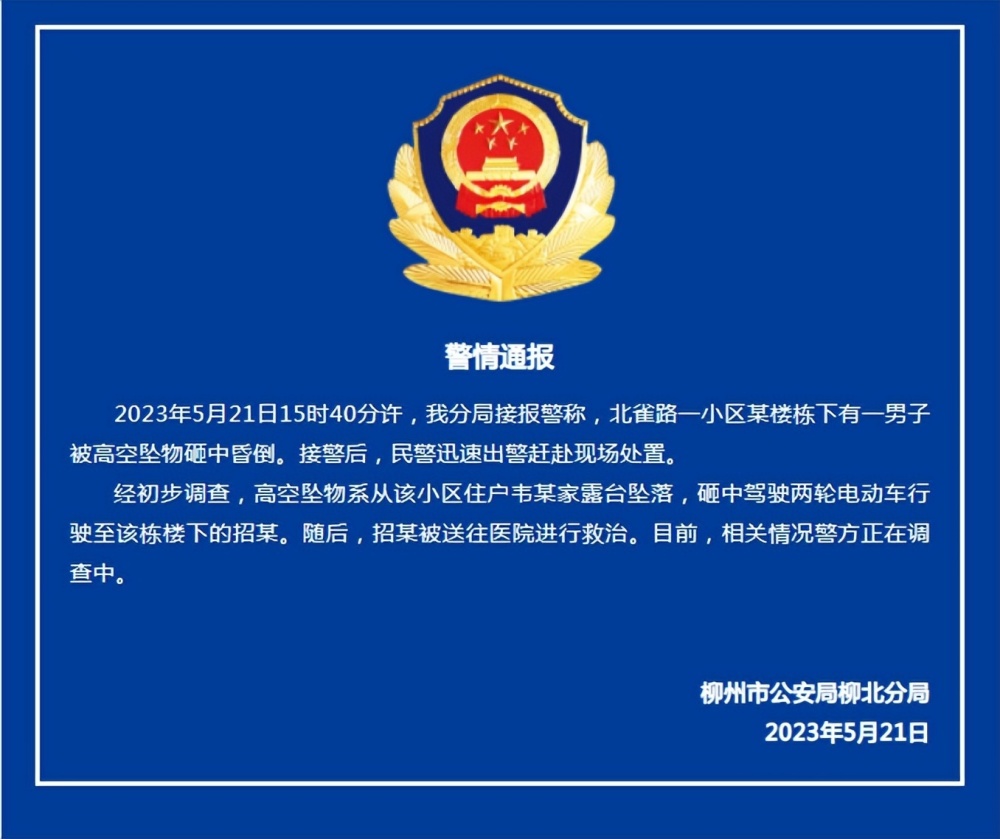 警情通报
2023年5月21日15时40分许，我分局接报警称，北雀路一小区某楼栋下有一男子
被高空坠物砸中昏倒。接警后，民警迅速出警赶赴现场处置。
经初步调查，高空坠物系从该小区住户韦某家露台坠落，砸中驾驶两轮电动车行
驶至该栋楼下的招某。随后，招某被送往医院进行救治。目前，相关情况警方正在调
查中。
柳州市公安局柳北分局
2023年5月21日